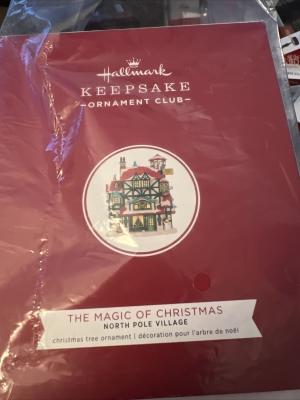 Hallmark
KEEPSAKE
–ORNAMENT CLUB–
THE MAGIC OF CHRISTMAS
NORTH POLE VILLAGE
christmas tree ornament | décoration pour l'arbre de noël